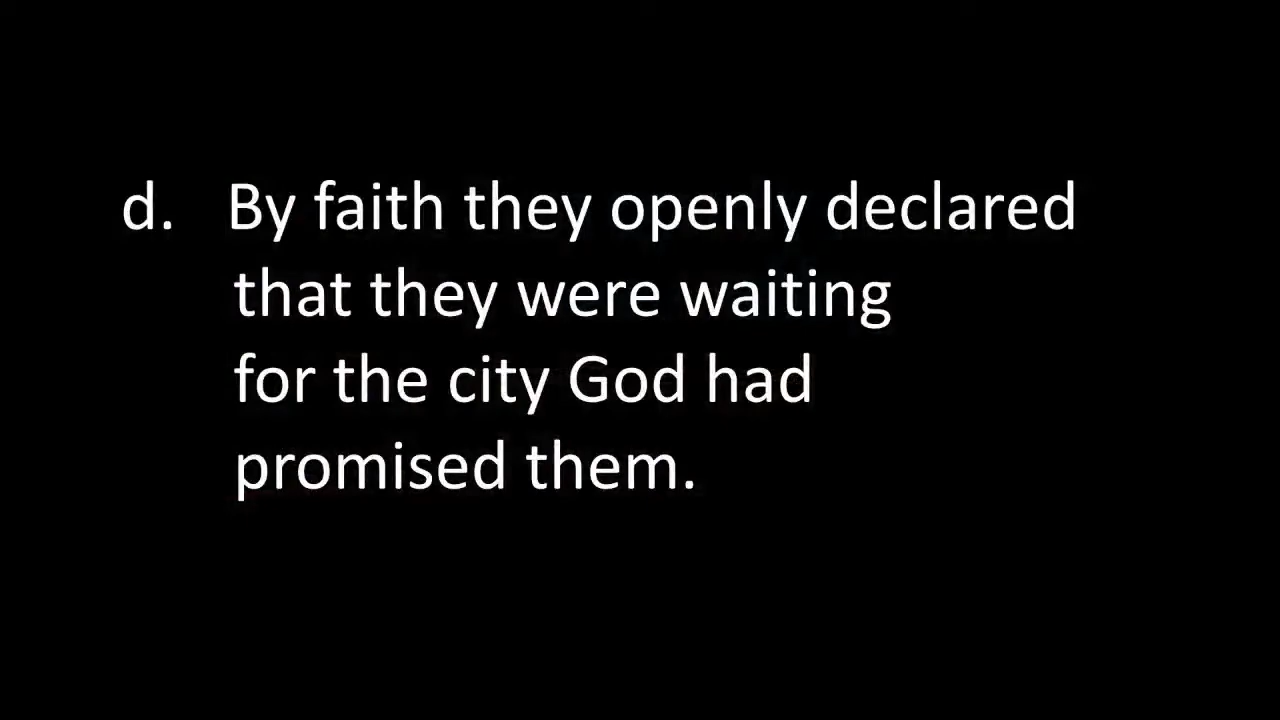 d. By faith they openly declared
that they were waiting
for the city God had
promised them.